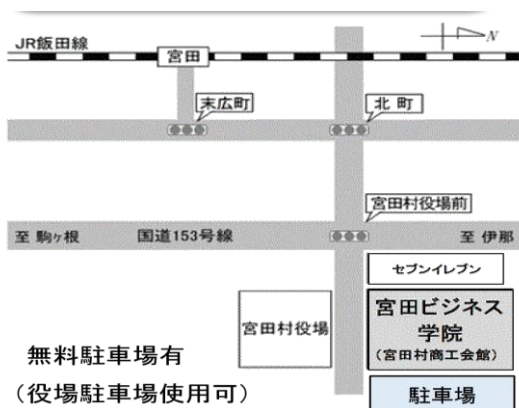 JR飯田線
N
宮田
末広町
北町
宮田村役場前
至 駒ヶ根
国道153号線
至 伊那
セブンイレブン
宮田村役場
宮田ビジネス
学院
(宮田村商工会館)
無料駐車場有
(役場駐車場使用可)
駐車場